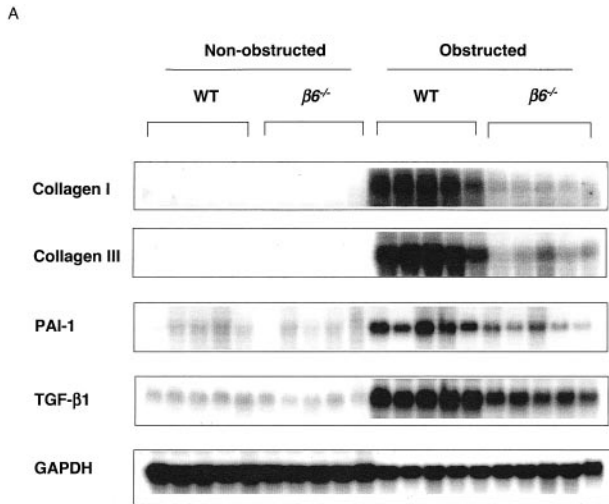 A
Non-obstructed Obstructed
WT β6-/- WT β6-/-
Collagen I
Collagen III
PAI-1
TGF-β1
GAPDH